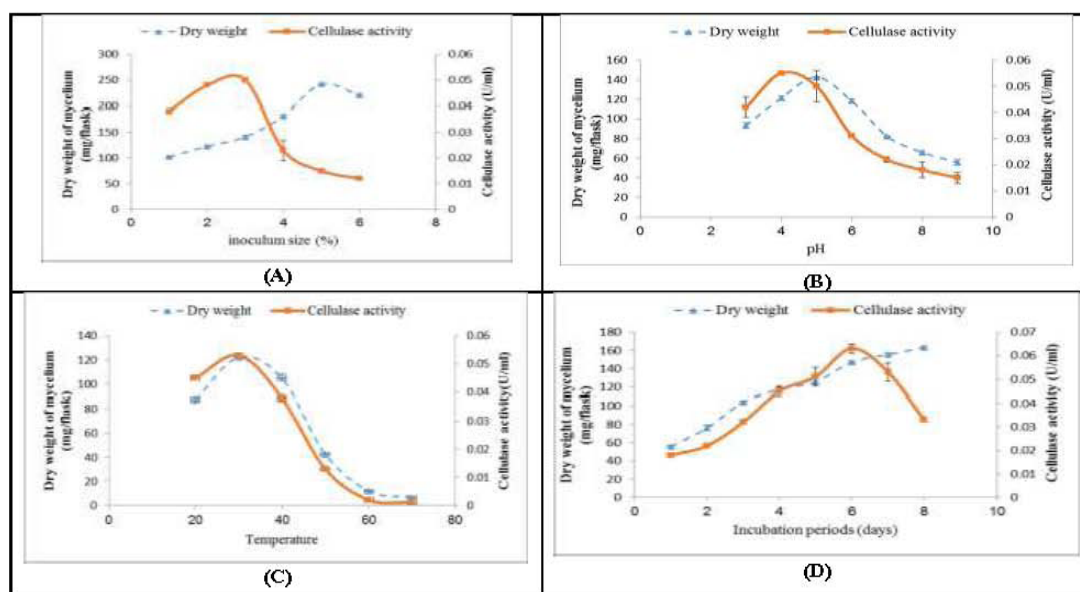 Dry weight Cellulase activity
Dry weight of mycelium
(mg/flask)
300
250
200
150
100
50
0
0 2 4 6 8
inoculum size (%)
0.06
0.05
0.04
0.03
0.02
0.01
0
Cellulase activity (U/ml)
(A)
Dry weight Cellulase activity
Dry weight of mycelium
(mg/flask)
160
140
120
100
80
60
40
20
0
0 2 4 6 8 10
pH
0.06
0.05
0.04
0.03
0.02
0.01
0
Cellulase activity (U/ml)
(B)
Dry weight Cellulase activity
Dry weight of mycelium
(mg/flask)
140
120
100
80
60
40
20
0
0 20 40 60 80
Temperature
0.06
0.05
0.04
0.03
0.02
0.01
0
Cellulase activity(U/ml)
(C)
Dry weight Cellulase activity
Dry weight of mycelium
(mg/flask)
180
160
140
120
100
80
60
40
20
0
0 2 4 6 8 10
Incubation periods (days)
0.07
0.06
0.05
0.04
0.03
0.02
0.01
0
Cellulase activity (U/ml)
(D)